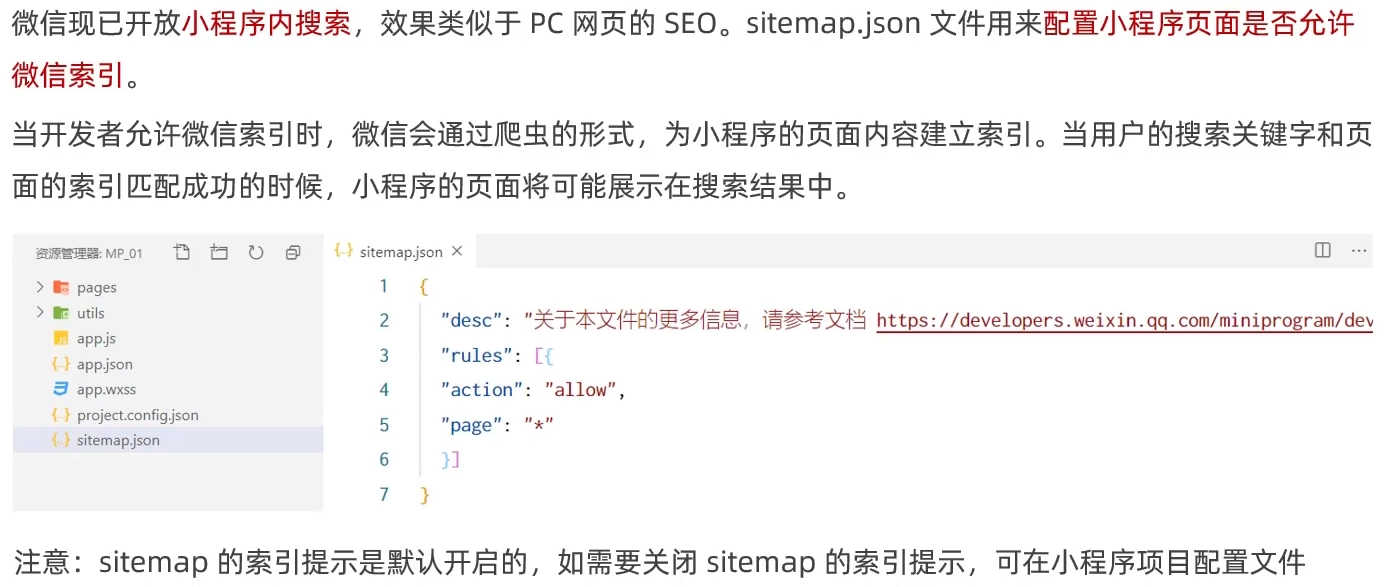 微信现已开放小程序内搜索，效果类似于 PC 网页的 SEO。sitemap.json 文件用来配置小程序页面是否允许
微信索引。
当开发者允许微信索引时，微信会通过爬虫的形式，为小程序的页面内容建立索引。当用户的搜索关键字和页
面的索引匹配成功的时候，小程序的页面将可能展示在搜索结果中。
资源管理器: MP_01
pages
utils
app.js
app.json
app.wxss
project.config.json
sitemap.json
sitemap.json
1 {
2 "desc": "关于本文件的更多信息，请参考文档 https://developers.weixin.qq.com/miniprogram/dev
3 "rules": [{
4 "action": "allow",
5 "page": "*"
6 }]
7 }
注意：sitemap 的索引提示是默认开启的，如需要关闭 sitemap 的索引提示，可在小程序项目配置文件